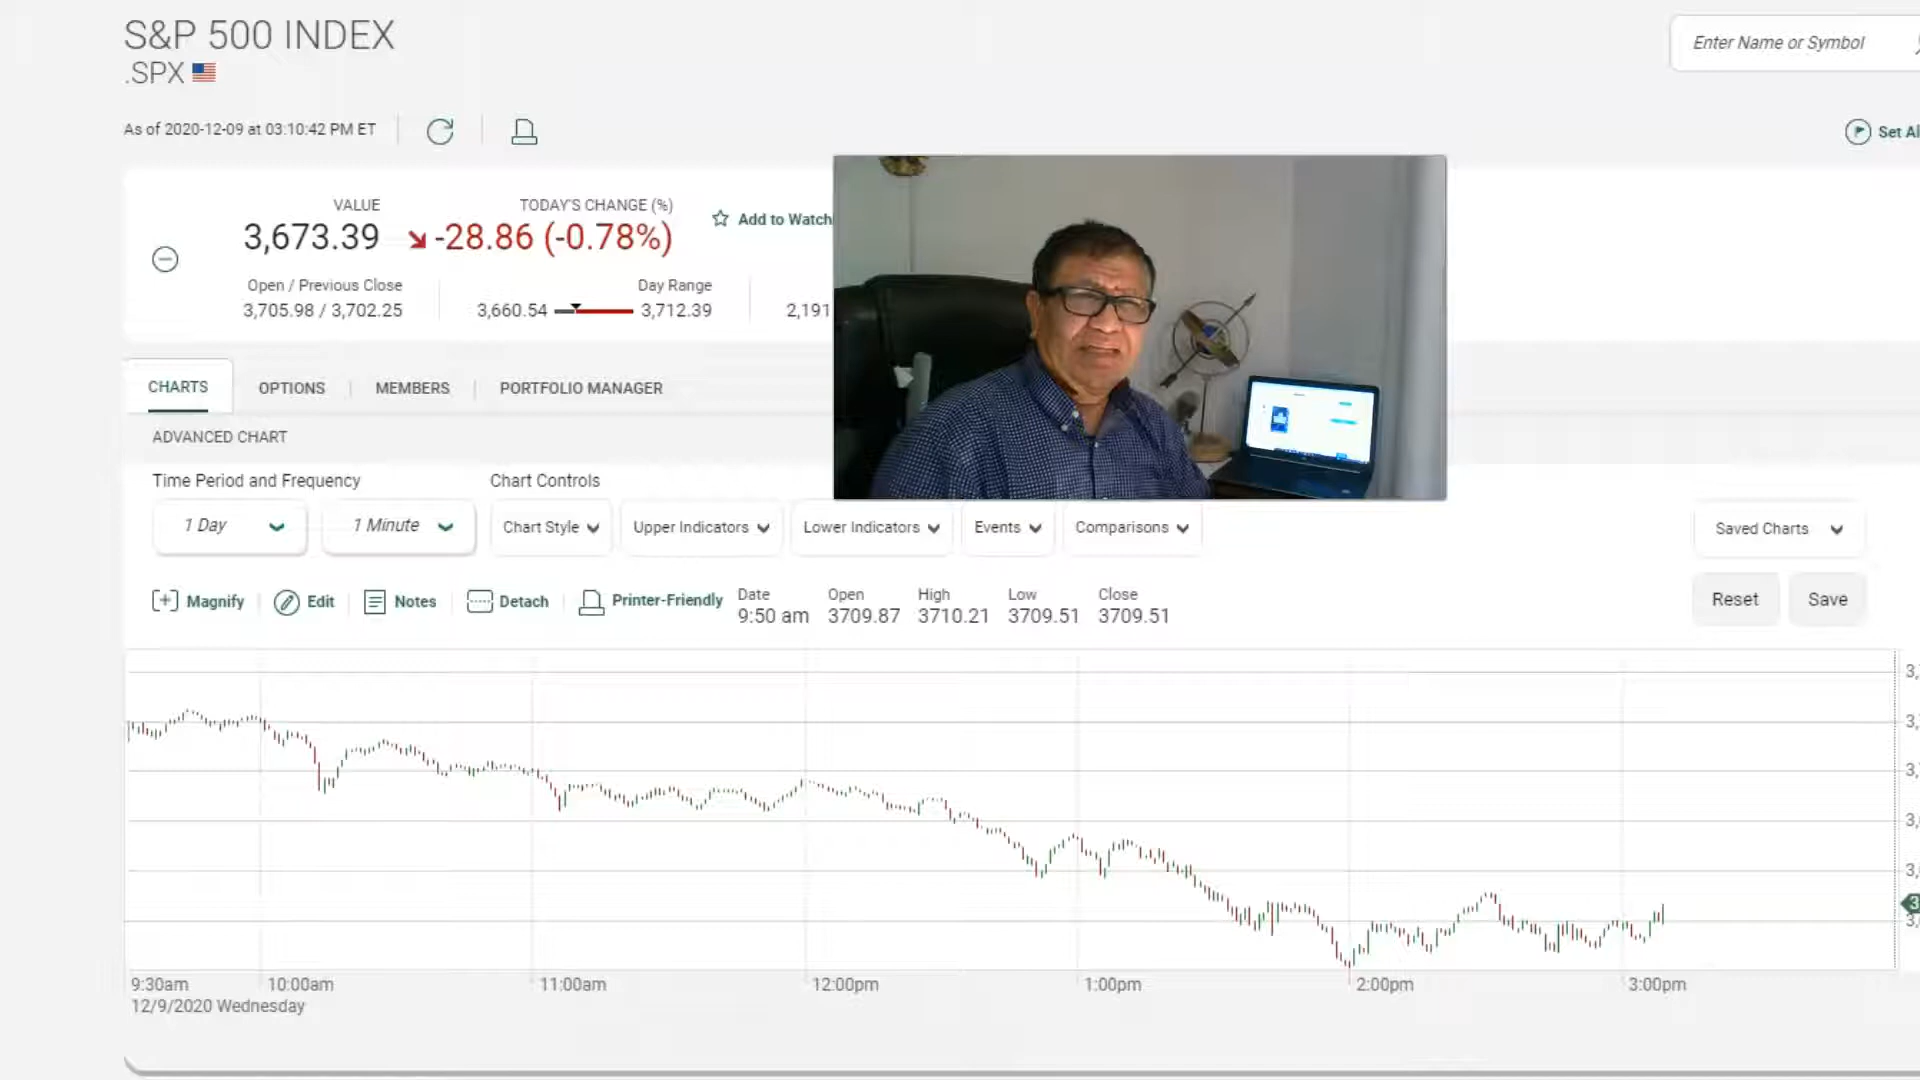 S&P 500 INDEX
.SPX
Enter Name or Symbol
As of 2020-12-09 at 03:10:42 PM ET
Set Al
VALUE
TODAY'S CHANGE (%)
3,673.39
-28.86 (-0.78%)
Add to Watch
Open / Previous Close
Day Range
3,705.98 / 3,702.25
3,660.54
3,712.39
2,191
CHARTS
OPTIONS
MEMBERS
PORTFOLIO MANAGER
ADVANCED CHART
Time Period and Frequency
Chart Controls
1 Day
1 Minute
Chart Style
Upper Indicators
Lower Indicators
Events
Comparisons
Saved Charts
Magnify
Edit
Notes
Detach
Printer-Friendly
Date
Open
High
Low
Close
9:50 am
3709.87
3710.21
3709.51
3709.51
Reset
Save
9:30am
10:00am
11:00am
12:00pm
1:00pm
2:00pm
3:00pm
12/9/2020 Wednesday